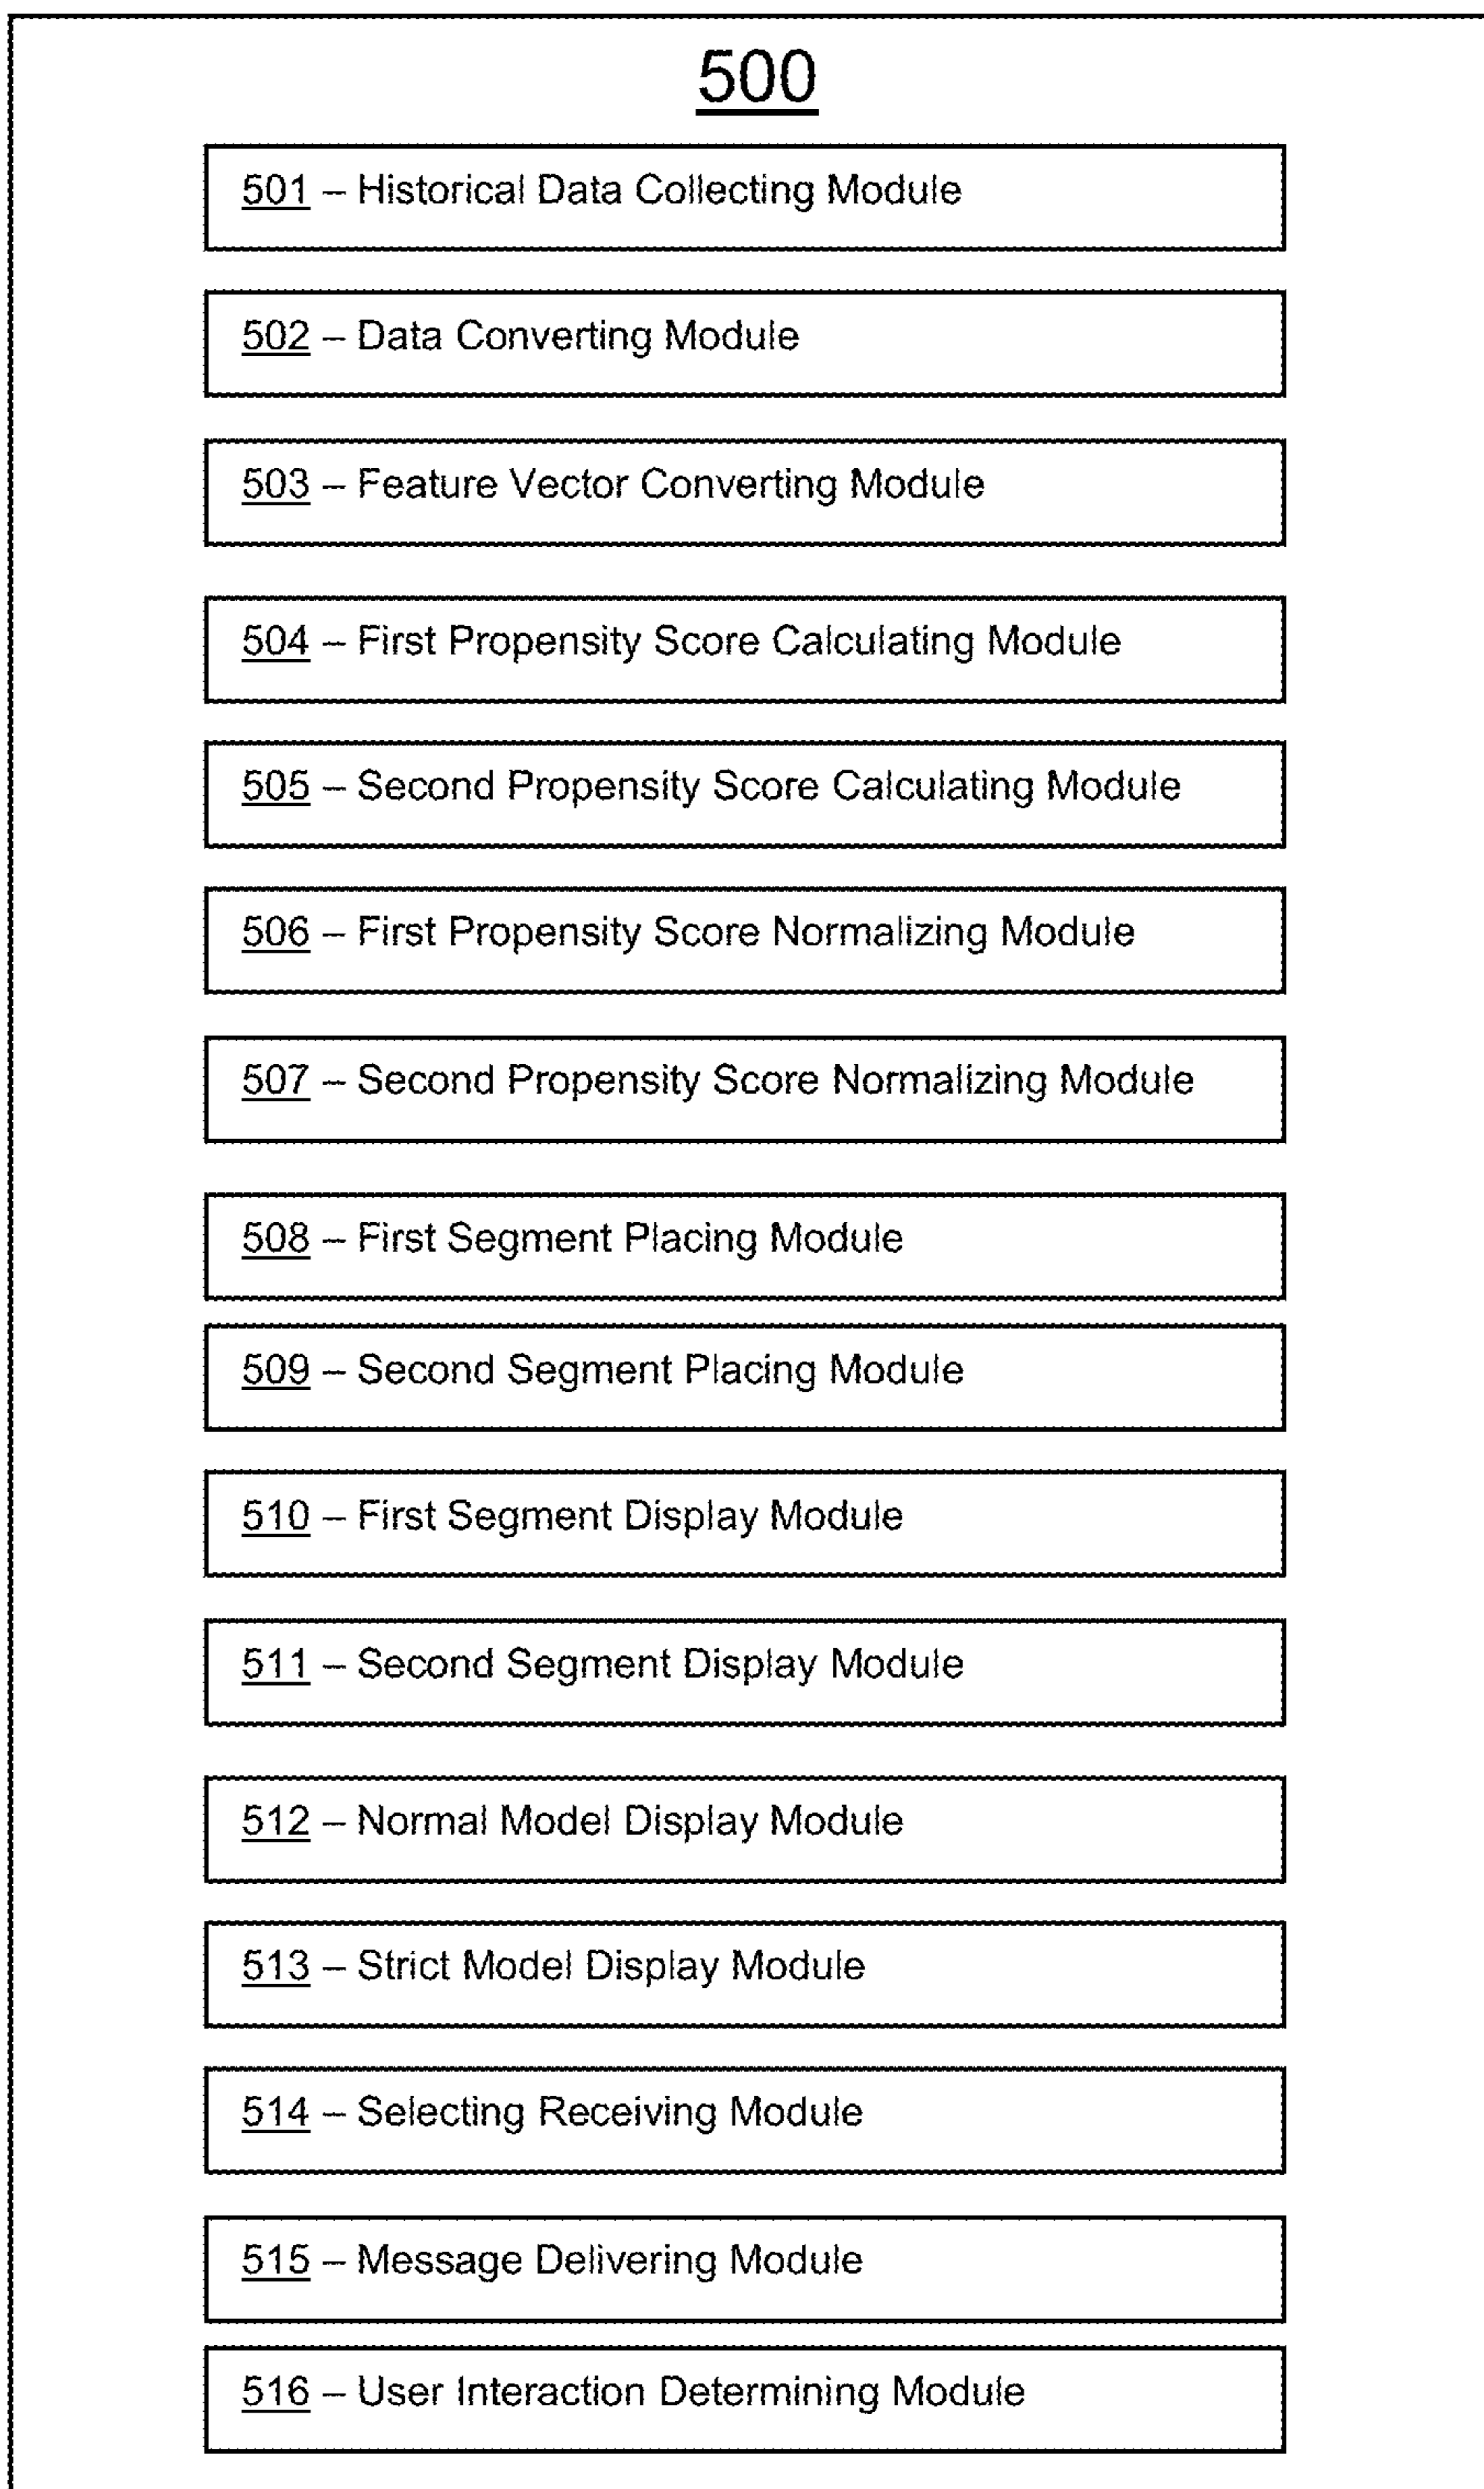 500
501 – Historical Data Collecting Module
502 – Data Converting Module
503 – Feature Vector Converting Module
504 – First Propensity Score Calculating Module
505 – Second Propensity Score Calculating Module
506 – First Propensity Score Normalizing Module
507 – Second Propensity Score Normalizing Module
508 – First Segment Placing Module
509 – Second Segment Placing Module
510 – First Segment Display Module
511 – Second Segment Display Module
512 – Normal Model Display Module
513 – Strict Model Display Module
514 – Selecting Receiving Module
515 – Message Delivering Module
516 – User Interaction Determining Module